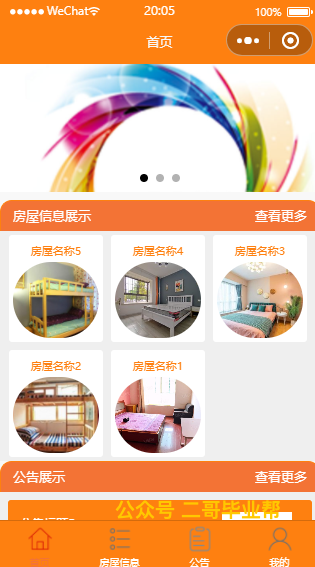 WeChat 20:05 100%
首页
房屋信息展示 查看更多
房屋名称5 房屋名称4 房屋名称3
房屋名称2 房屋名称1
公告展示 查看更多
公众号 二哥毕业帮
首页 房屋信息 公告 我的